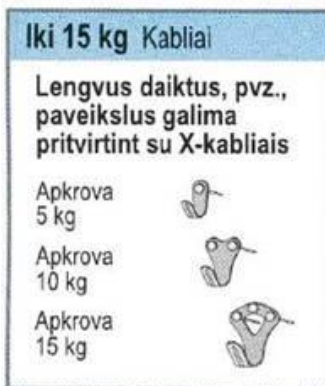 Iki 15 kg Kabliai
Lengvus daiktus, pvz.,
paveikslus galima
pritvirtint su X-kabliais
Apkrova
5 kg
Apkrova
10 kg
Apkrova
15 kg